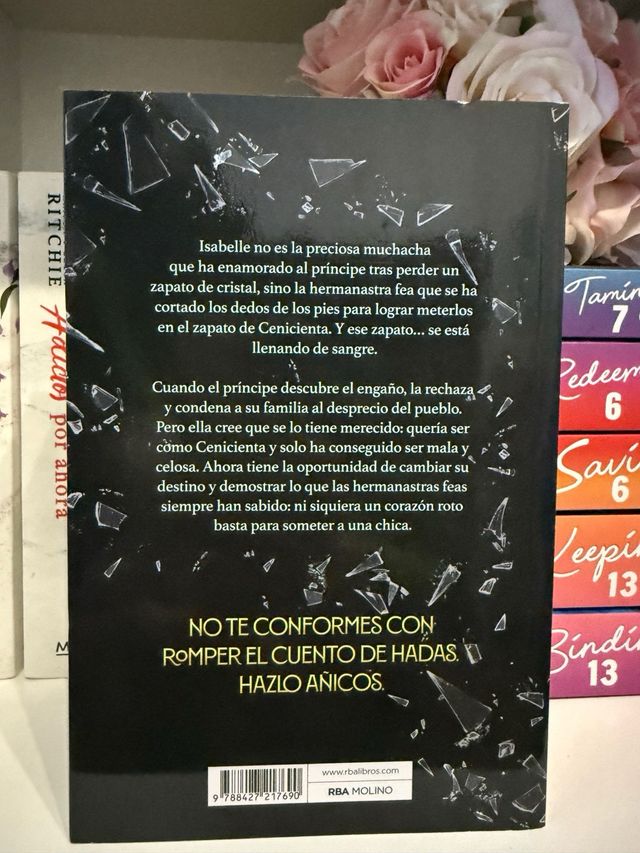 Isabelle no es la preciosa muchacha
que ha enamorado al príncipe tras perder un
zapato de cristal, sino la hermanastra fea que se ha
cortado los dedos de los pies para lograr meterlos
en el zapato de Cenicienta. Y ese zapato... se está
llenando de sangre.
Cuando el príncipe descubre el engaño, la rechaza
y condena a su familia al desprecio del pueblo.
Pero ella cree que se lo tiene merecido: quería ser
como Cenicienta y solo ha conseguido ser mala y
celosa. Ahora tiene la oportunidad de cambiar su
destino y demostrar lo que las hermanastras feas
siempre han sabido: ni siquiera un corazón roto
basta para someter a una chica.
NO TE CONFORMES CON
ROMPER EL CUENTO DE HADAS.
HAZLO AÑICOS.
www.rbalibros.com
RBA MOLINO
9 788427 217690
RITCHIE
por ahora
7
6
6
13
13